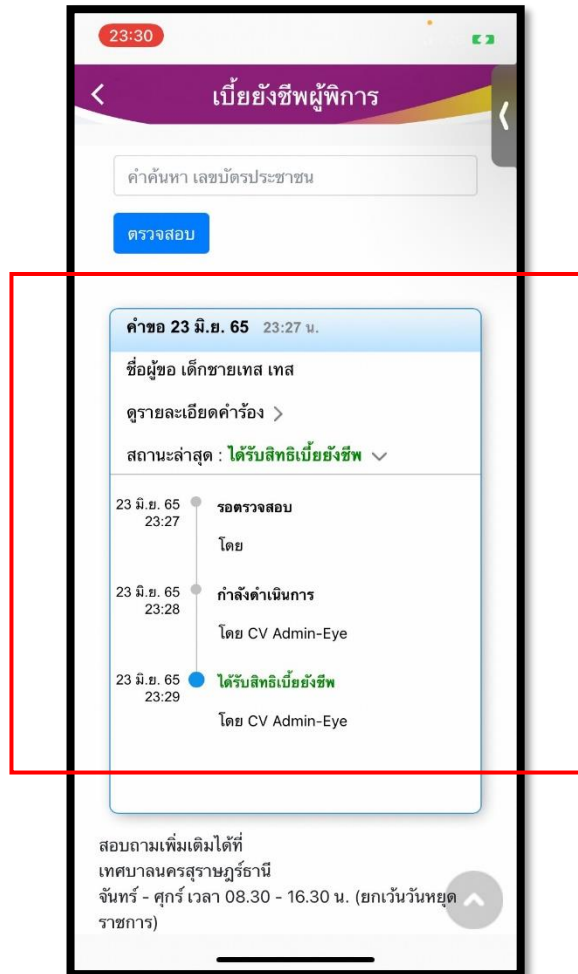 23:30
เบี้ยยังชีพผู้พิการ
คำค้นหา เลขบัตรประชาชน
ตรวจสอบ
คำขอ 23 มิ.ย. 65 23:27 น.
ชื่อผู้ขอ เด็กชายเทส เทส
ดูรายละเอียดคำร้อง >
สถานะล่าสุด : ได้รับสิทธิเบี้ยยังชีพ
23 มิ.ย. 65 รอตรวจสอบ
23:27
โดย
23 มิ.ย. 65 กำลังดำเนินการ
23:28
โดย CV Admin-Eye
23 มิ.ย. 65 ได้รับสิทธิเบี้ยยังชีพ
23:29
โดย CV Admin-Eye
สอบถามเพิ่มเติมได้ที่
เทศบาลนครสุราษฎร์ธานี
จันทร์ - ศุกร์ เวลา 08.30 - 16.30 น. (ยกเว้นวันหยุด
ราชการ)